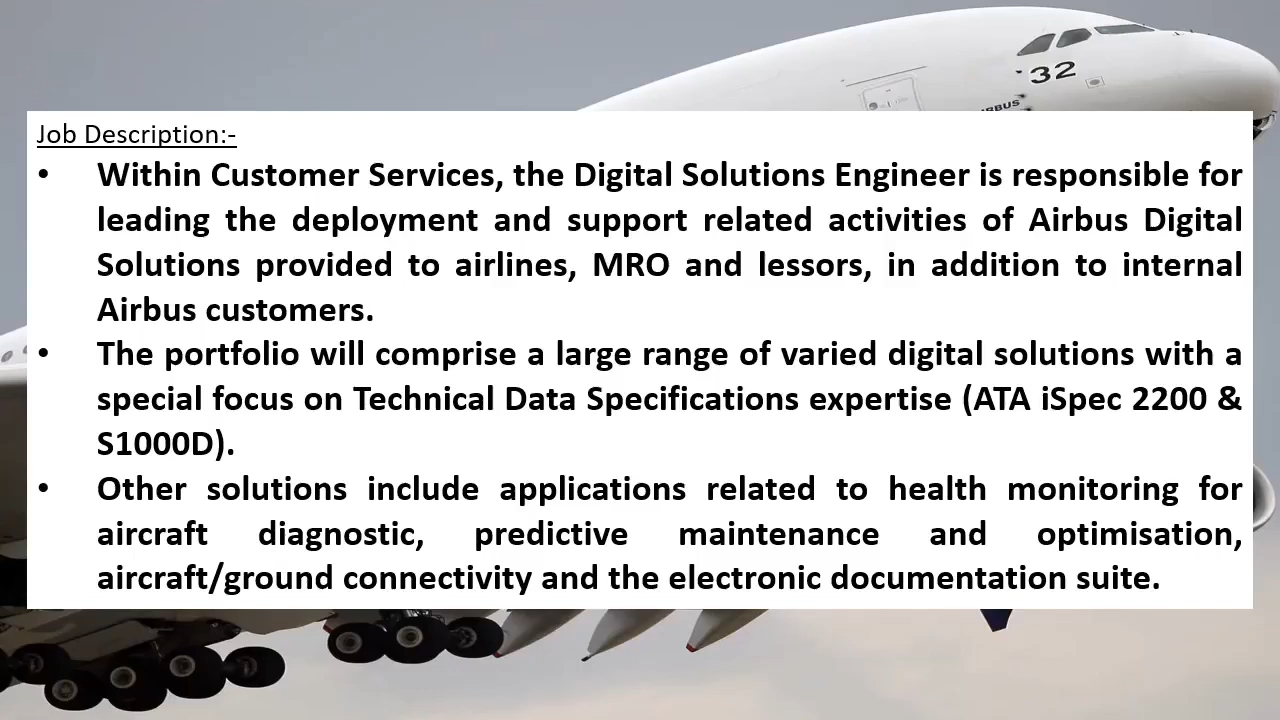 32
RBUS
Job Description:-
• Within Customer Services, the Digital Solutions Engineer is responsible for
leading the deployment and support related activities of Airbus Digital
Solutions provided to airlines, MRO and lessors, in addition to internal
Airbus customers.
• The portfolio will comprise a large range of varied digital solutions with a
special focus on Technical Data Specifications expertise (ATA iSpec 2200 &
S1000D).
• Other solutions include applications related to health monitoring for
aircraft diagnostic, predictive maintenance and optimisation,
aircraft/ground connectivity and the electronic documentation suite.